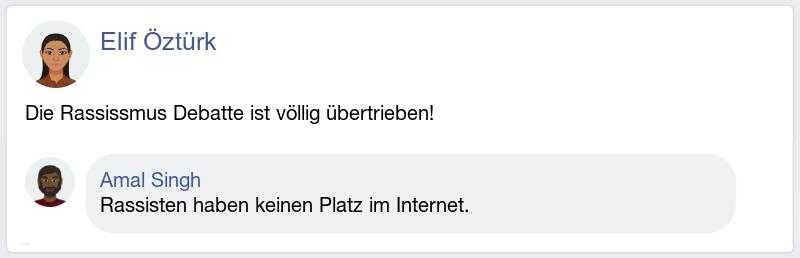 Elif Öztürk
Die Rassissmus Debatte ist völlig übertrieben!
Amal Singh
Rassisten haben keinen Platz im Internet.